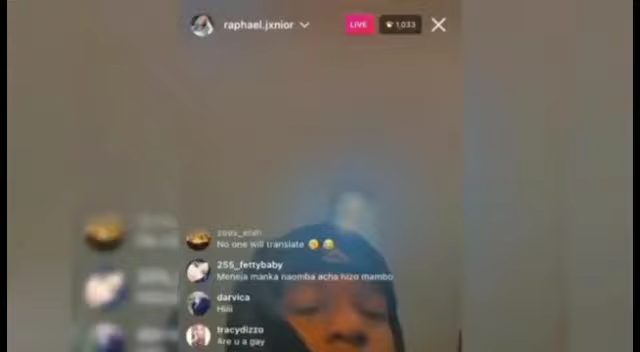 raphael.jxnior
LIVE
1,033
No one will translate 🤣 😂
255_fettybaby
Meneja manka naomba acha hizo mambo
darvica
Hiiii
tracydizzo
Are u a gay